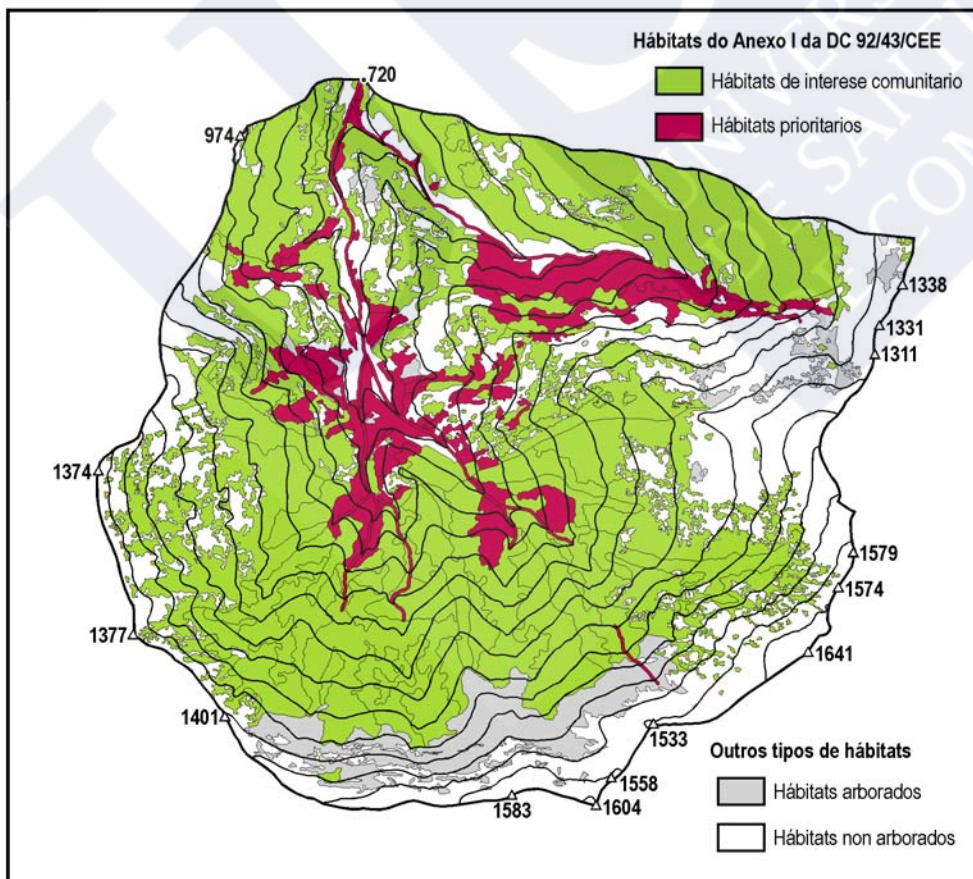 Hábitats do Anexo I da DC 92/43/CEE
Hábitats de interese comunitario
Hábitats prioritarios
.720
974
1338
1331
1311
1374
1579
1574
1377
1641
1401
1533
1558
1583
1604
Outros tipos de hábitats
Hábitats arborados
Hábitats non arborados